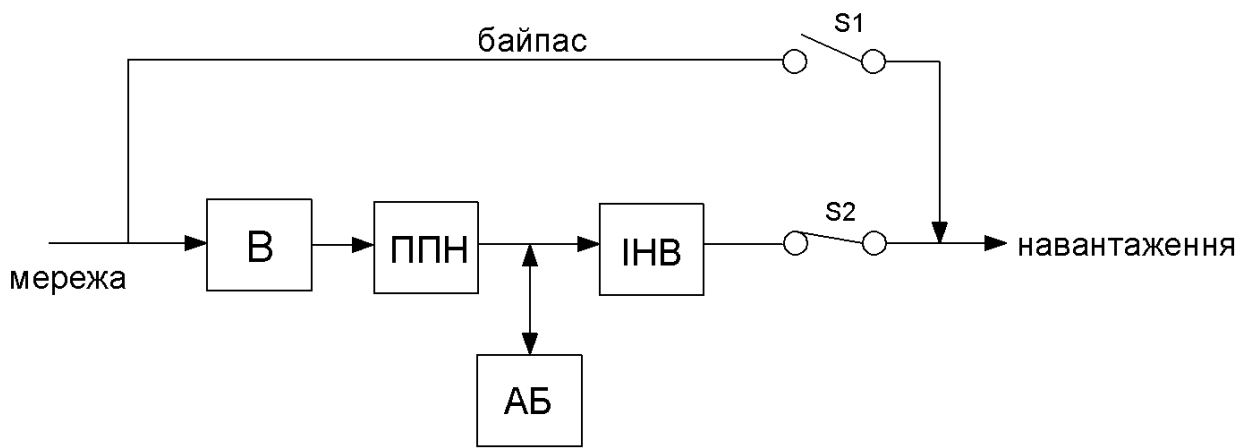 байпас
S1
мережа
В
ППН
ІНВ
S2
навантаження
АБ